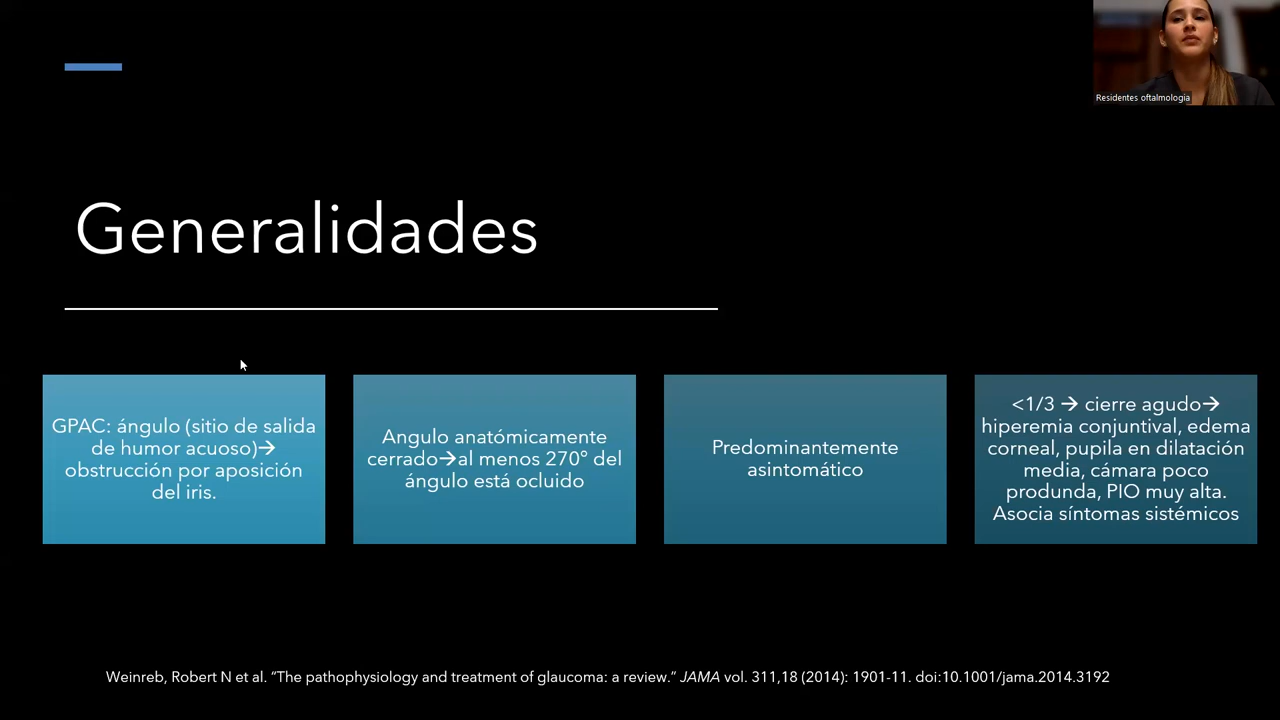 Residentes oftalmología
Generalidades
GPAC: ángulo (sitio de salida
de humor acuoso)→
obstrucción por aposición
del iris.
Angulo anatómicamente
cerrado→al menos 270° del
ángulo está ocluido
Predominantemente
asintomático
<1/3 → cierre agudo→
hiperemia conjuntival, edema
corneal, pupila en dilatación
media, cámara poco
produnda, PIO muy alta.
Asocia síntomas sistémicos
Weinreb, Robert N et al. “The pathophysiology and treatment of glaucoma: a review.” JAMA vol. 311,18 (2014): 1901-11. doi:10.1001/jama.2014.3192